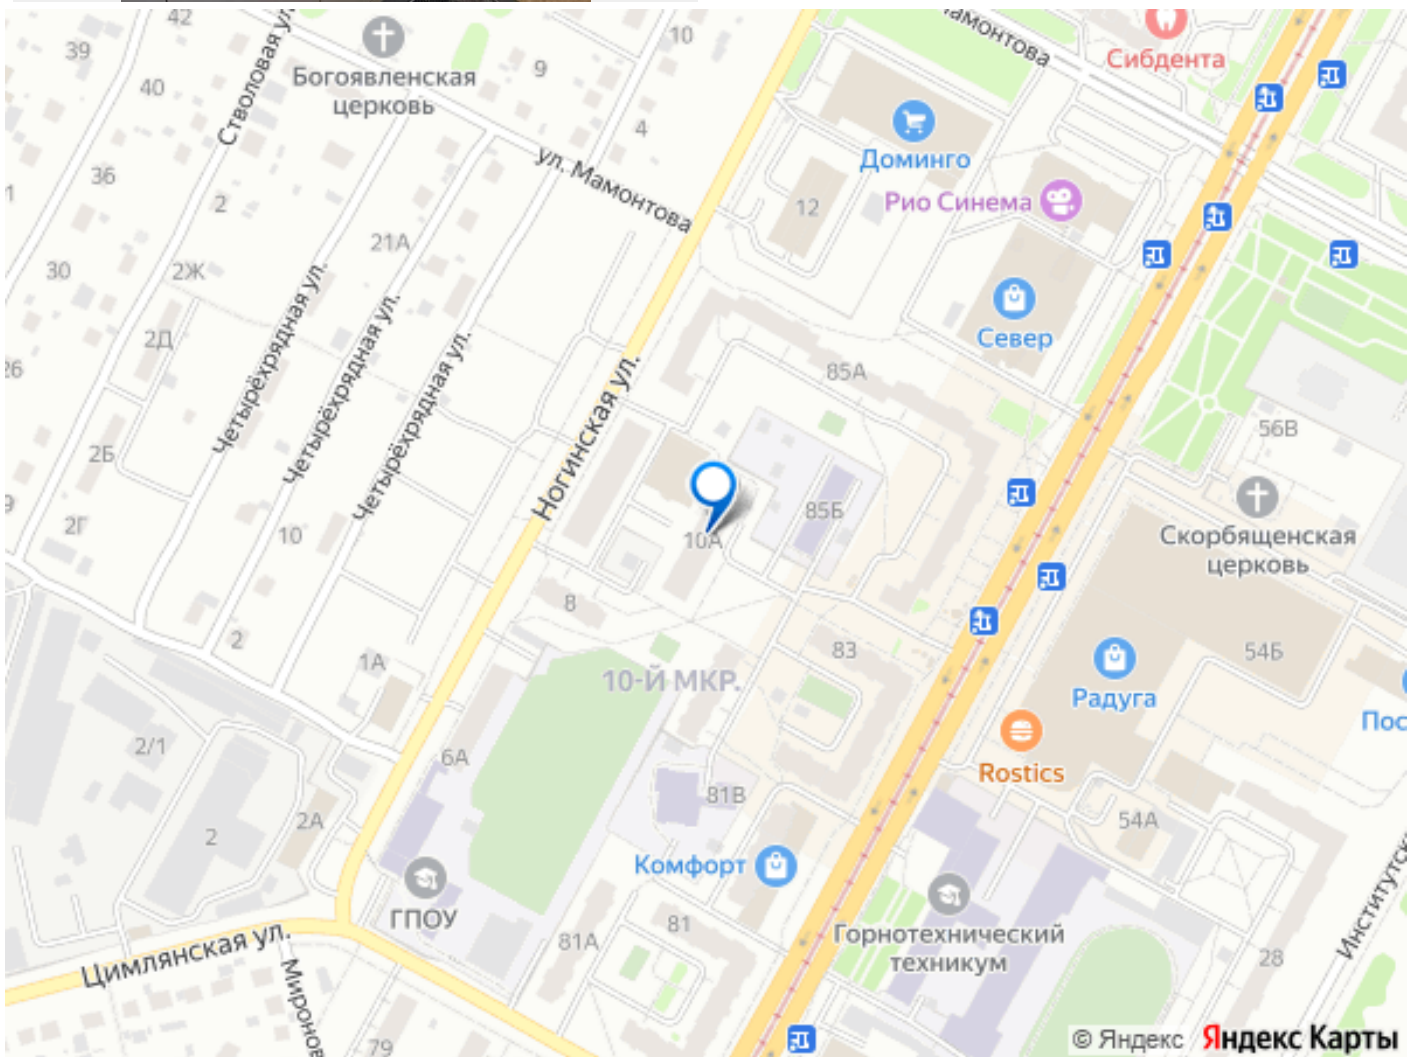 42
39
40
Стволовая ул.
Богоявленская
церковь
9
10
4
ул. Мамонтова
Мамонтова
Сибдента
Доминго
Рио Синема
12
Север
36
2
21А
2Ж
30
2Д
26
2Б
2Г
10
Четырёхрядная ул.
Четырёхрядная ул.
Четырёхрядная ул.
Ногинская ул.
85А
85Б
10А
8
56В
Скорбященская
церковь
54Б
Радуга
Rostics
83
10-Й МКР.
2
1А
2/1
6А
2А
2
81В
54А
Комфорт
ГПОУ
81
81А
Горнотехнический
техникум
28
Цимлянская ул.
79
© Яндекс Яндекс Карты